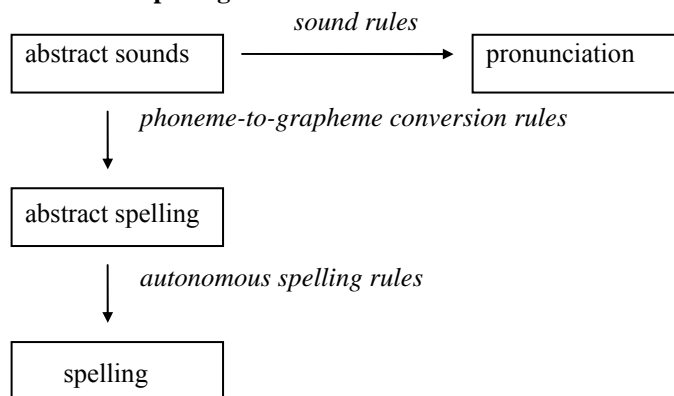 sound rules
abstract sounds
pronunciation
phoneme-to-grapheme conversion rules
abstract spelling
autonomous spelling rules
spelling